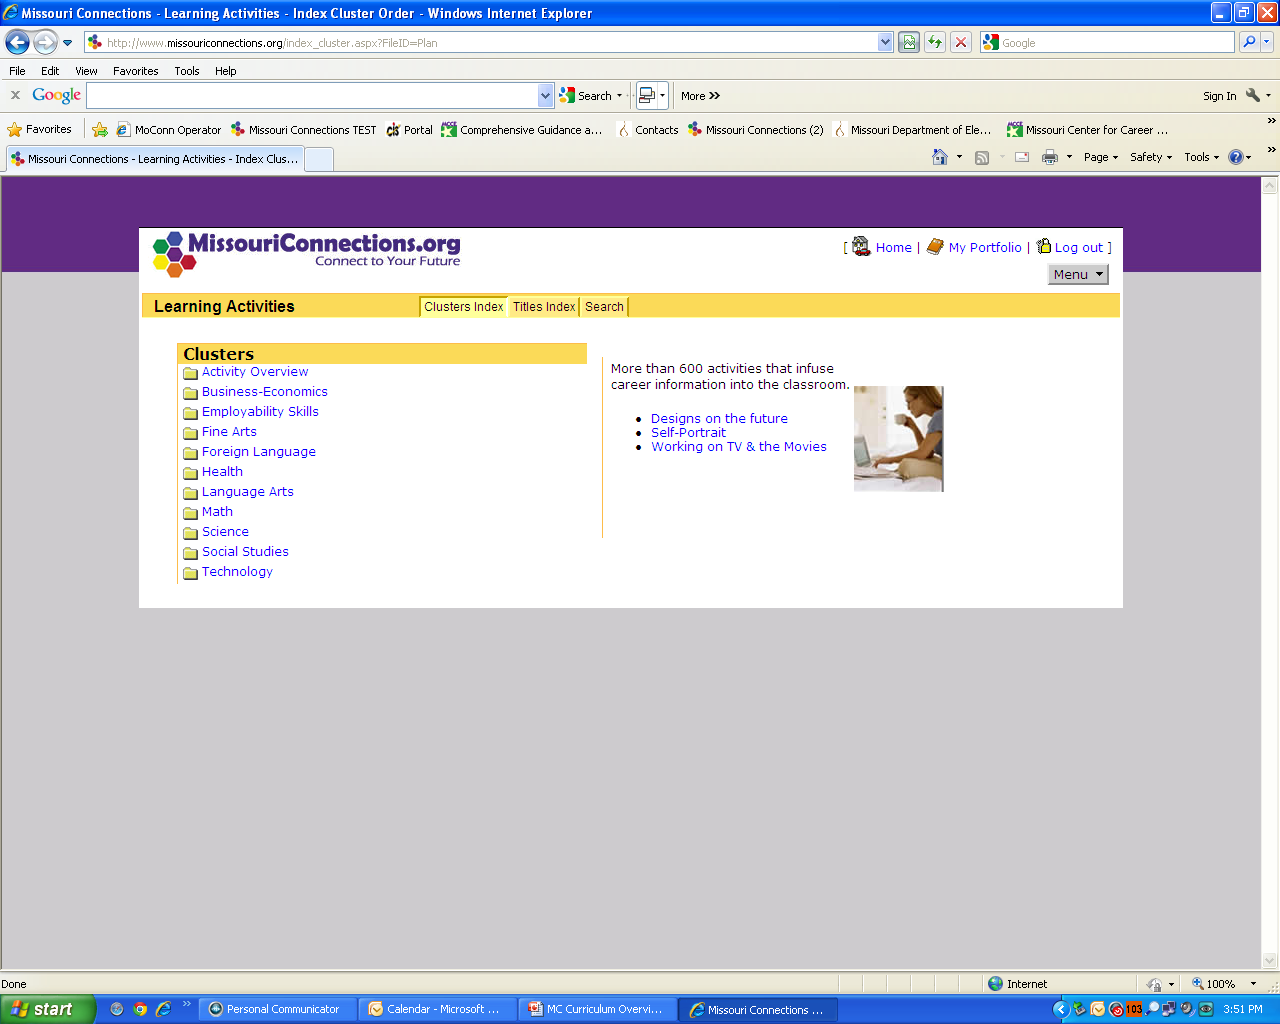 Missouri Connections - Learning Activities - Index Cluster Order - Windows Internet Explorer
http://www.missouriconnections.org/index_cluster.aspx?FileID=Plan
Google
File Edit View Favorites Tools Help
x Google Search More »
Sign In
Favorites MoConn Operator Missouri Connections TEST Portal Comprehensive Guidance a... Contacts Missouri Connections (2) Missouri Department of Ele... Missouri Center for Career ...
Missouri Connections - Learning Activities - Index Clus...
Page Safety Tools
MissouriConnections.org
Connect to Your Future
[ Home | My Portfolio | Log out ]
Menu
Learning Activities Clusters Index Titles Index Search
Clusters
Activity Overview
Business-Economics
Employability Skills
Fine Arts
Foreign Language
Health
Language Arts
Math
Science
Social Studies
Technology
More than 600 activities that infuse
career information into the classroom.
• Designs on the future
• Self-Portrait
• Working on TV & the Movies
Done
Internet
100%
start
Personal Communicator
Calendar - Microsoft ...
MC Curriculum Overvi...
Missouri Connections ...
103
3:51 PM